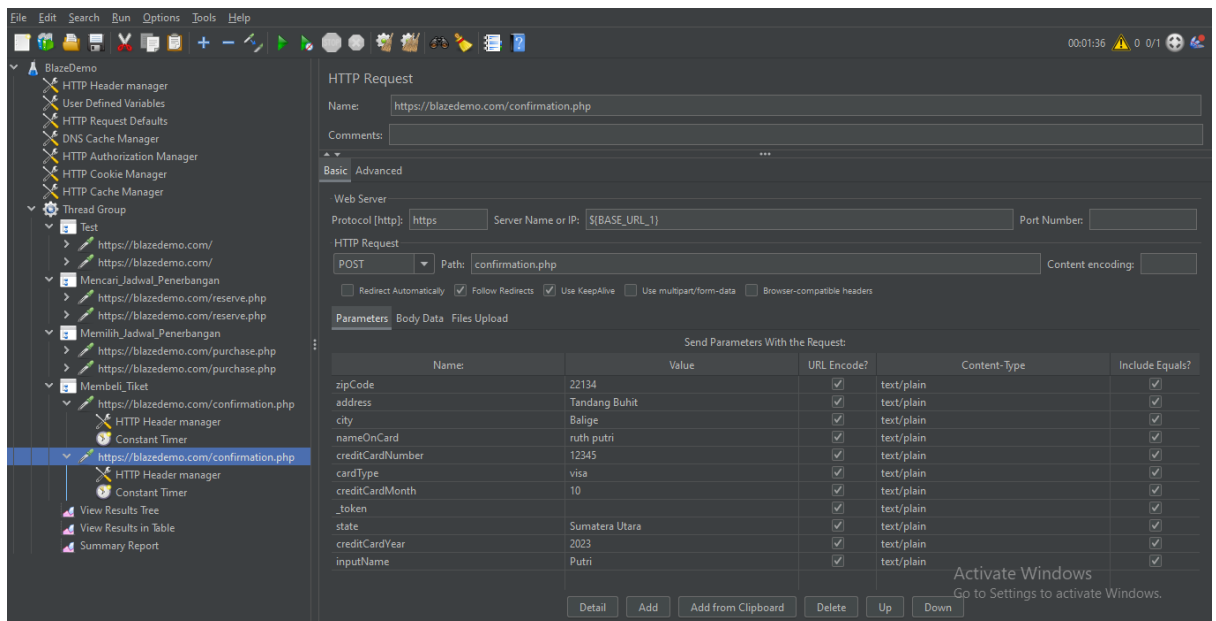 File Edit Search Run Options Tools Help
00:01:36 0 0/1
BlazeDemo
HTTP Header manager
User Defined Variables
HTTP Request Defaults
DNS Cache Manager
HTTP Authorization Manager
HTTP Cookie Manager
HTTP Cache Manager
Thread Group
Test
https://blazedemo.com/
https://blazedemo.com/
Mencari_Jadwal_Penerbangan
https://blazedemo.com/reserve.php
https://blazedemo.com/reserve.php
Memilih_Jadwal_Penerbangan
https://blazedemo.com/purchase.php
https://blazedemo.com/purchase.php
Membeli_Tiket
https://blazedemo.com/confirmation.php
HTTP Header manager
Constant Timer
https://blazedemo.com/confirmation.php
HTTP Header manager
Constant Timer
View Results Tree
View Results in Table
Summary Report
HTTP Request
Name: https://blazedemo.com/confirmation.php
Comments:
Basic Advanced
Web Server
Protocol [http]: https Server Name or IP: ${BASE_URL_1} Port Number:
HTTP Request
POST Path: confirmation.php Content encoding:
Redirect Automatically Follow Redirects Use KeepAlive Use multipart/form-data Browser-compatible headers
Parameters Body Data Files Upload
Send Parameters With the Request:
Name: Value URL Encode? Content-Type Include Equals?
zipCode 22134 text/plain
address Tandang Buhit text/plain
city Balige text/plain
nameOnCard ruth putri text/plain
creditCardNumber 12345 text/plain
cardType visa text/plain
creditCardMonth 10 text/plain
_token text/plain
state Sumatera Utara text/plain
creditCardYear 2023 text/plain
inputName Putri text/plain
Activate Windows
Go to Settings to activate Windows.
Detail Add Add from Clipboard Delete Up Down